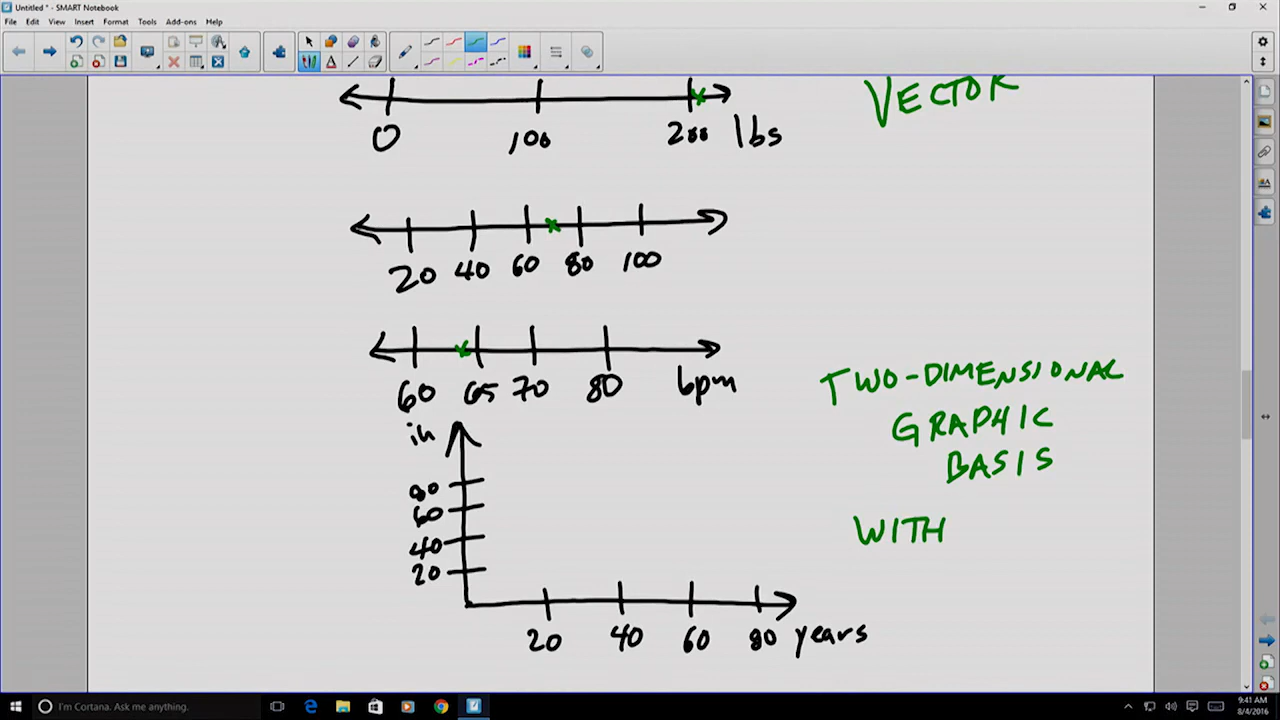 Untitled * - SMART Notebook
File Edit View Insert Format Tools Add-ons Help
VECTOR
0 100 200 lbs
20 40 60 80 100
60 65 70 80 bpm
TWO-DIMENSIONAL
GRAPHIC
BASIS
WITH
in
80
60
40
20
20 40 60 80 years
I'm Cortana. Ask me anything.
9:41 AM
8/4/2016